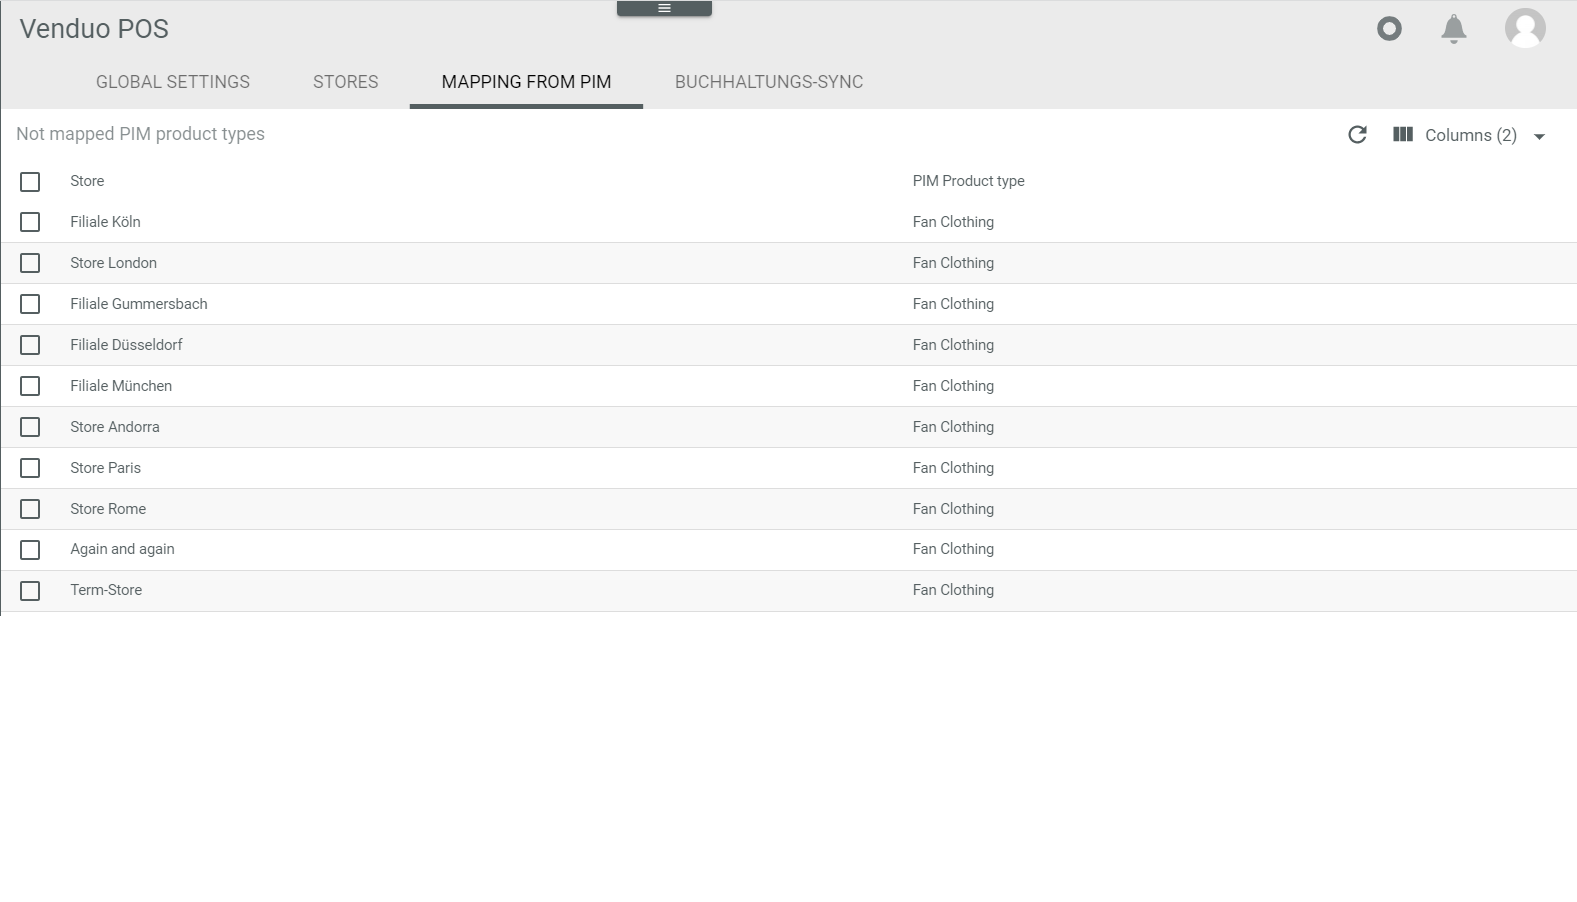 Venduo POS
GLOBAL SETTINGS STORES MAPPING FROM PIM BUCHHALTUNGS-SYNC
Not mapped PIM product types Columns (2)
Store PIM Product type
Filiale Köln Fan Clothing
Store London Fan Clothing
Filiale Gummersbach Fan Clothing
Filiale Düsseldorf Fan Clothing
Filiale München Fan Clothing
Store Andorra Fan Clothing
Store Paris Fan Clothing
Store Rome Fan Clothing
Again and again Fan Clothing
Term-Store Fan Clothing